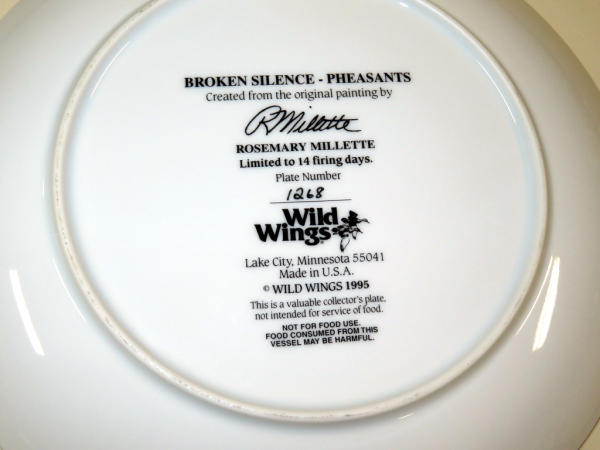 BROKEN SILENCE - PHEASANTS
Created from the original painting by
RMillette
ROSEMARY MILLETTE
Limited to 14 firing days.
Plate Number
1268
Wild
Wings
Lake City, Minnesota 55041
Made in U.S.A.
© WILD WINGS 1995
This is a valuable collector's plate,
not intended for service of food.
NOT FOR FOOD USE.
FOOD CONSUMED FROM THIS
VESSEL MAY BE HARMFUL.